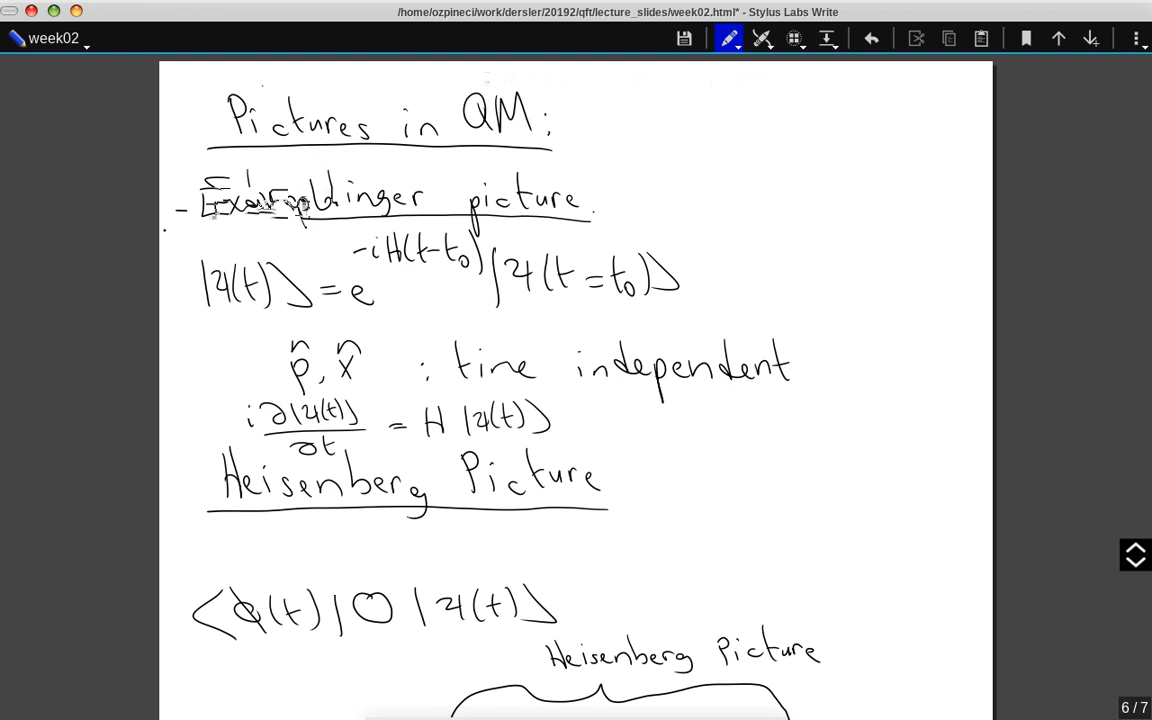 /home/ozpineci/work/dersler/20192/qft/lecture_slides/week02.html* - Stylus Labs Write
week02
Pictures in QM:
dinger picture.
|ψ(t)⟩ = e^{-iH(t-t₀)} |ψ(t=t₀)⟩
p̂, x̂ : time independent
i ∂|ψ(t)⟩/∂t = H |ψ(t)⟩
Heisenberg Picture
⟨ϕ(t)| O |ψ(t)⟩
Heisenberg Picture
6 / 7